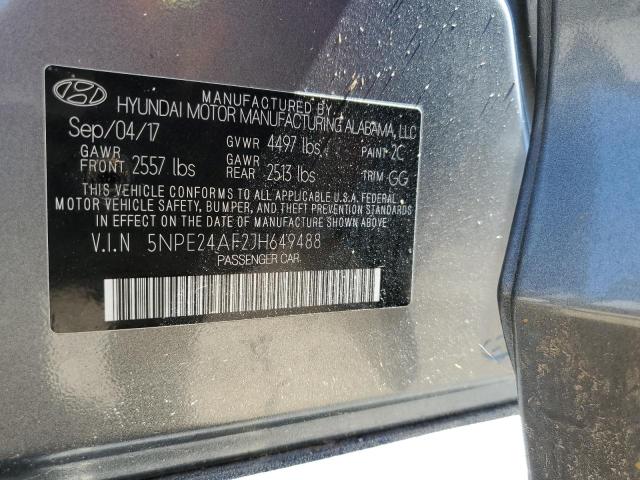 MANUFACTURED BY
HYUNDAI MOTOR MANUFACTURING ALABAMA, LLC
Sep/04/17 GVWR 4497 lbs PAINT 2C
GAWR FRONT 2557 lbs GAWR REAR 2513 lbs TRIM GG
THIS VEHICLE CONFORMS TO ALL APPLICABLE U.S.A. FEDERAL
MOTOR VEHICLE SAFETY, BUMPER, AND THEFT PREVENTION
STANDARDS IN EFFECT ON THE DATE OF MANUFACTURE SHOWN ABOVE.
V.I.N 5NPE24AF2JH649488
PASSENGER CAR